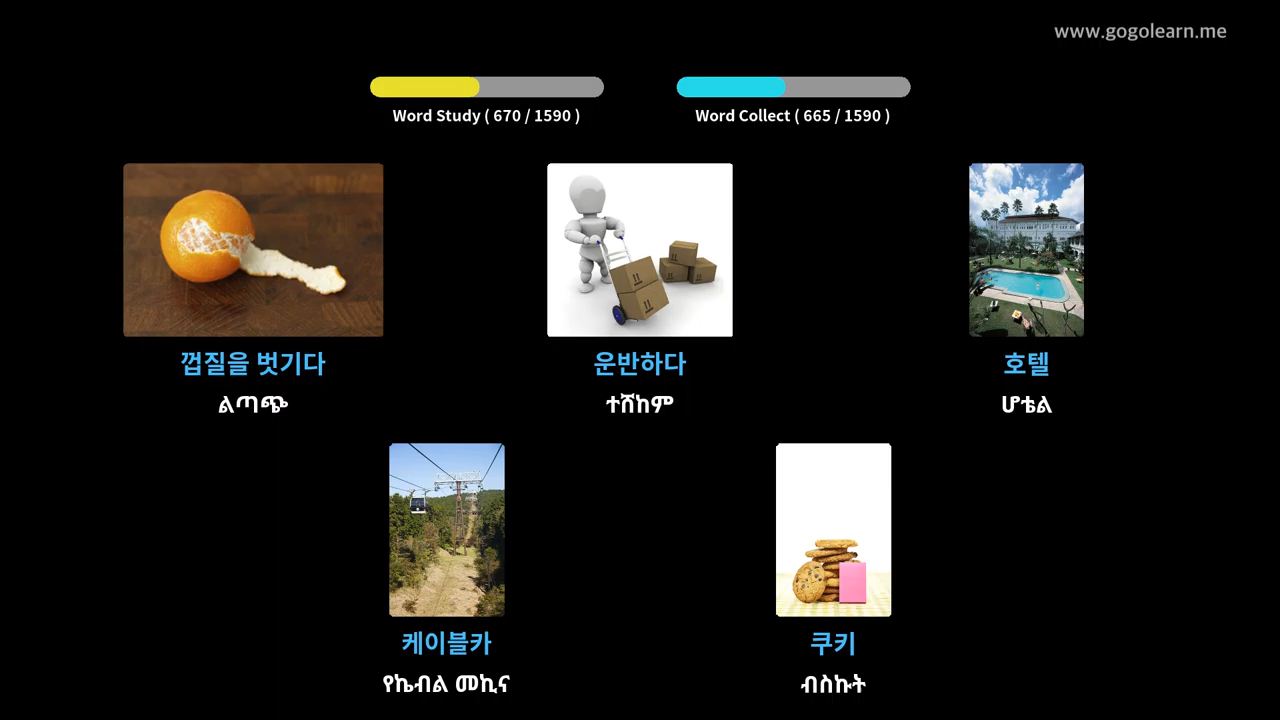 www.gogolearn.me
Word Study ( 670 / 1590 )
Word Collect ( 665 / 1590 )
껍질을 벗기다
ልጣጭ
운반하다
ተሸከም
호텔
ሆቴል
케이블카
የኬብል መኪና
쿠키
ብስኩት